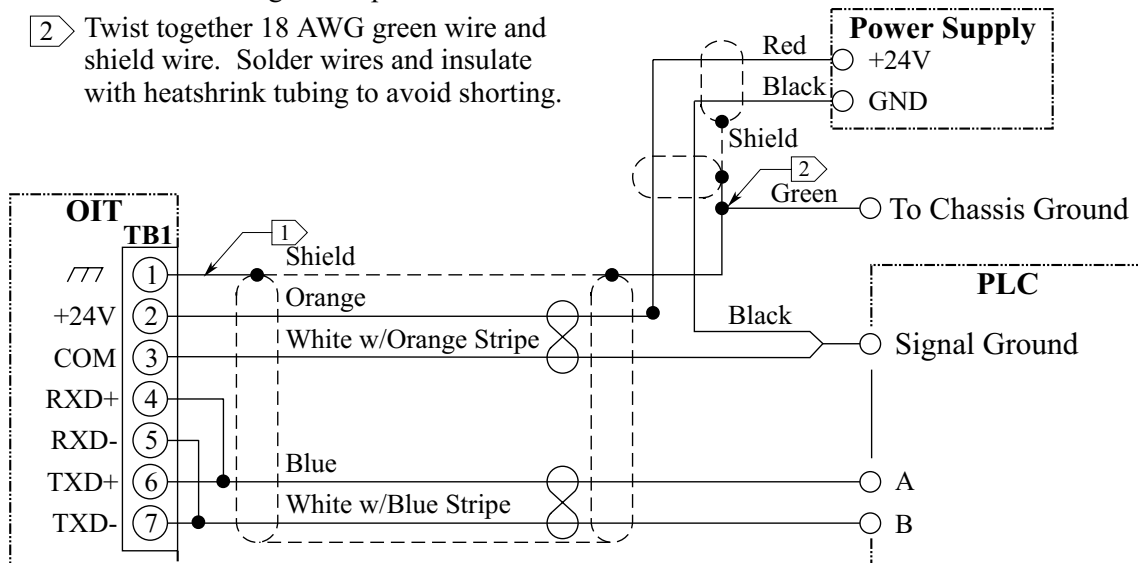 2 Twist together 18 AWG green wire and
shield wire. Solder wires and insulate
with heatshrink tubing to avoid shorting.
Power Supply
Red
+24V
Black
GND
Shield
2
Green
To Chassis Ground
OIT
TB1
1
Shield
1
PLC
Orange
+24V
2
White w/Orange Stripe
Black
Signal Ground
COM
3
RXD+
4
RXD-
5
Blue
TXD+
6
A
White w/Blue Stripe
TXD-
7
B